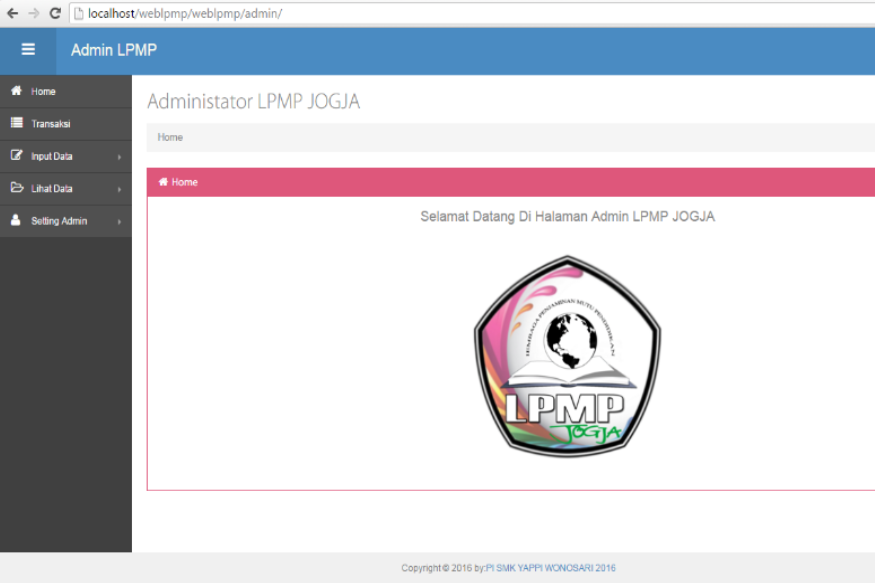 localhost/weblpmp/weblpmp/admin/
Admin LPMP
Home
Transaksi
Input Data
Lihat Data
Setting Admin
Administator LPMP JOGJA
Home
Home
Selamat Datang Di Halaman Admin LPMP JOGJA
LEMBAGA PENJAMINAN MUTU PENDIDIKAN
LPMP
JOGJA
Copyright © 2016 by:PI SMK YAPPI WONOSARI 2016